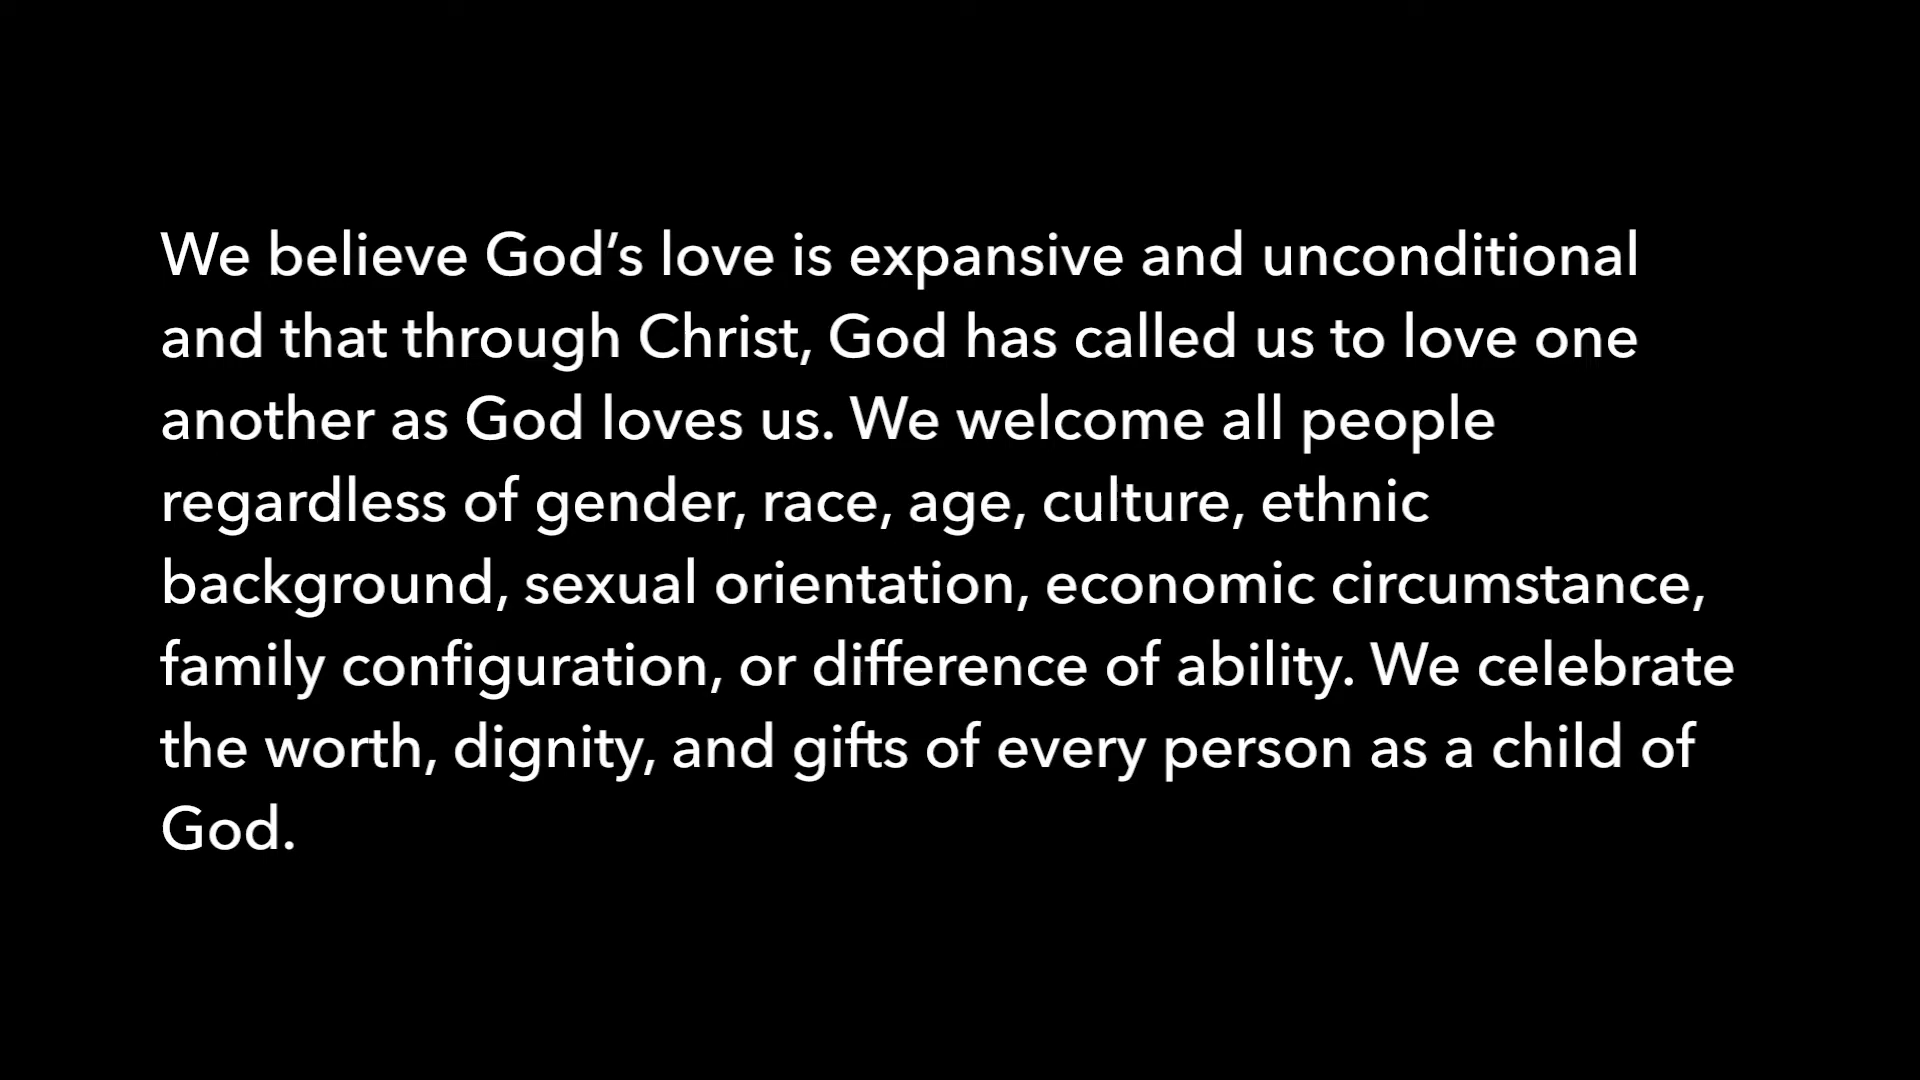 We believe God’s love is expansive and unconditional
and that through Christ, God has called us to love one
another as God loves us. We welcome all people
regardless of gender, race, age, culture, ethnic
background, sexual orientation, economic circumstance,
family configuration, or difference of ability. We celebrate
the worth, dignity, and gifts of every person as a child of
God.